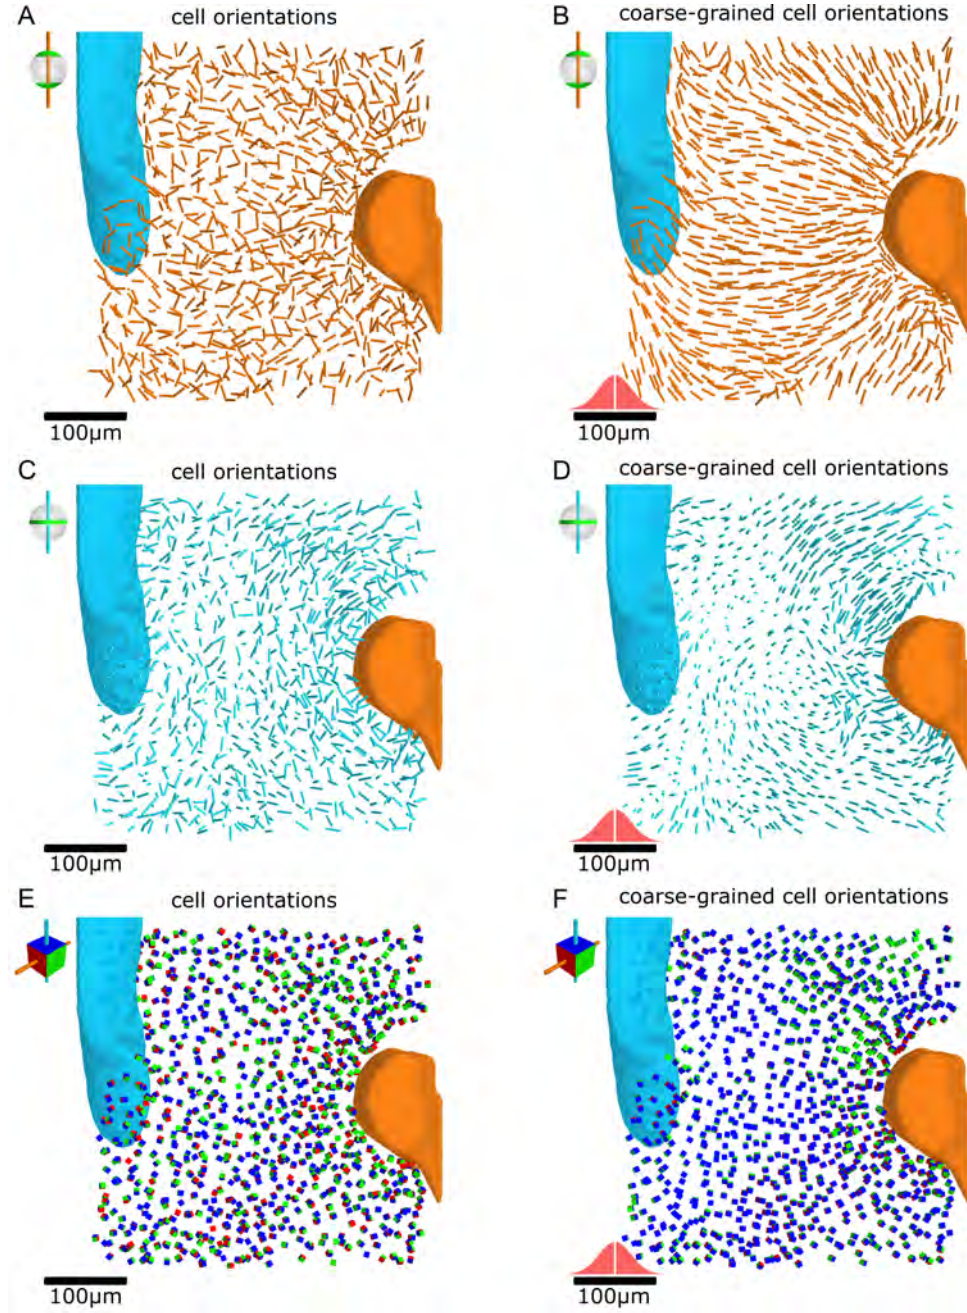 A
cell orientations
B
coarse-grained cell orientations
100μm
100μm
C
cell orientations
D
coarse-grained cell orientations
100μm
100μm
E
cell orientations
F
coarse-grained cell orientations
100μm
100μm